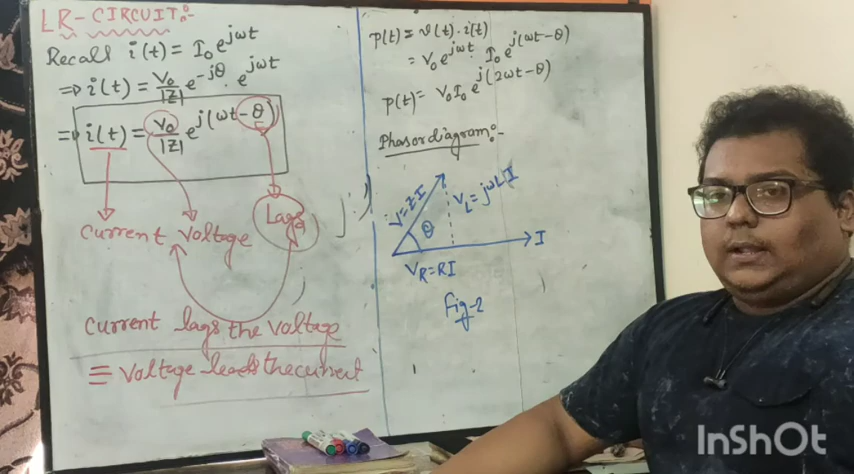 LR-CIRCUIT:-
Recall i(t) = I₀e^jωt
⇒ i(t) = V₀/|Z| e^-jθ · e^jωt
⇒ i(t) = V₀/|Z| e^j(ωt-θ)
current voltage Lags
current lags the voltage
≡ voltage leads the current
p(t) = v(t) · i(t)
= V₀e^jωt · I₀e^j(ωt-θ)
p(t) = V₀I₀e^j(2ωt-θ)
Phasor diagram:-
V=ZI
V_L = jωLI
θ
I
V_R=RI
Fig-2
InShOt